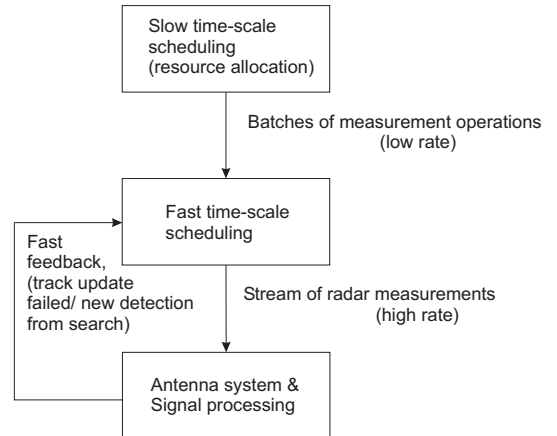 Slow time-scale
scheduling
(resource allocation)
Batches of measurement operations
(low rate)
Fast time-scale
scheduling
Fast
feedback,
(track update
failed/ new detection
from search)
Stream of radar measurements
(high rate)
Antenna system &
Signal processing